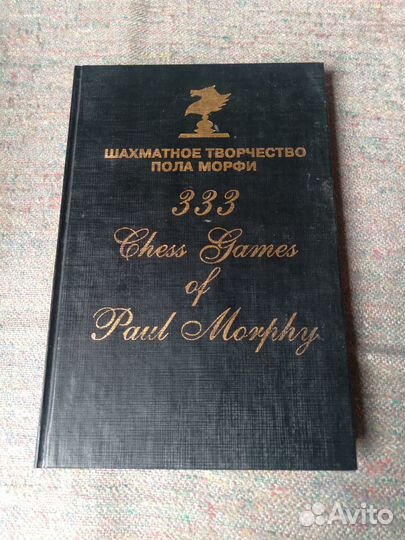 ШАХМАТНОЕ ТВОРЧЕСТВО
ПОЛА МОРФИ
333
Chess Games
of
Paul Morphy
Avito